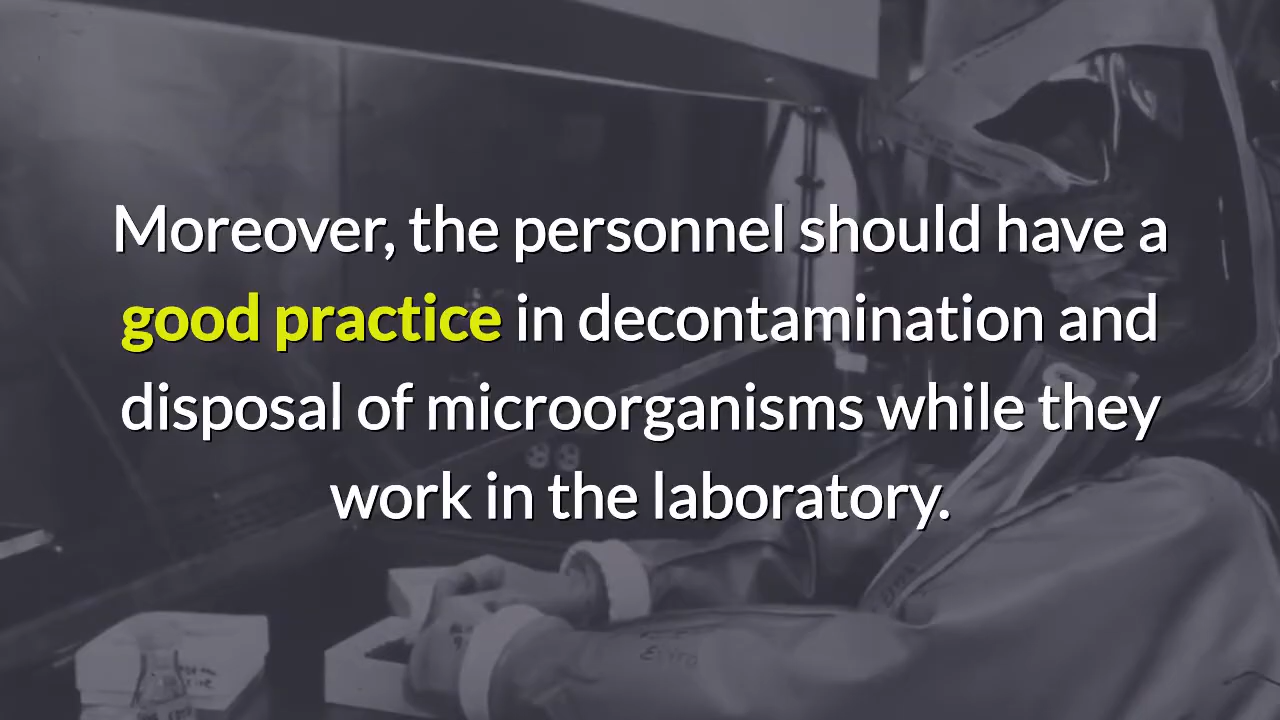 Moreover, the personnel should have a
good practice in decontamination and
disposal of microorganisms while they
work in the laboratory.